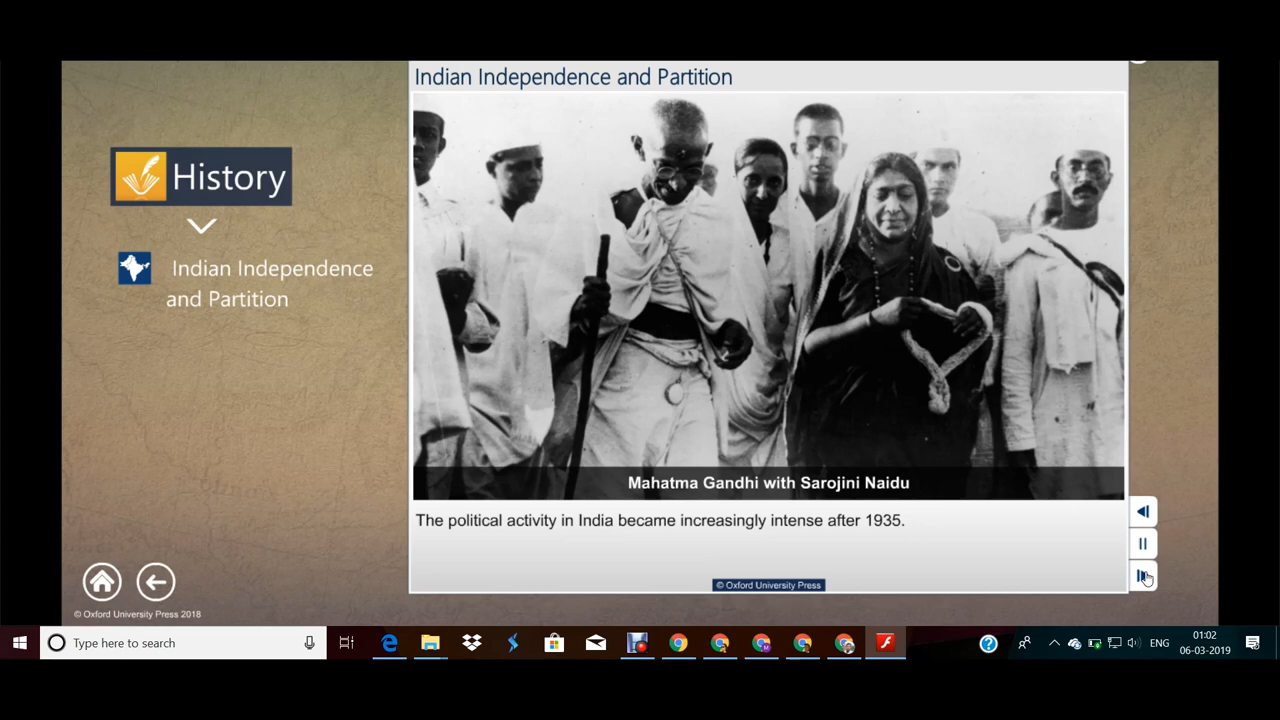 Indian Independence and Partition
History
Indian Independence
and Partition
Mahatma Gandhi with Sarojini Naidu
The political activity in India became increasingly intense after 1935.
© Oxford University Press
© Oxford University Press 2018
Type here to search
ENG
01:02
06-03-2019